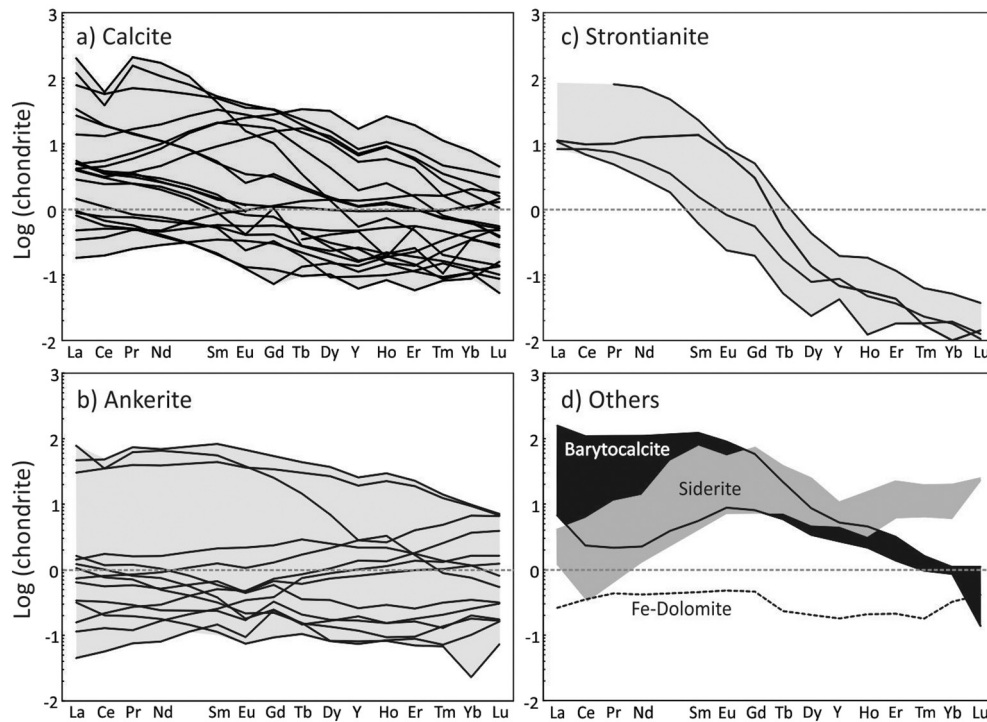 a) Calcite
c) Strontianite
Log (chondrite)
3
2
1
0
-1
-2
La Ce Pr Nd Sm Eu Gd Tb Dy Y Ho Er Tm Yb Lu
3
2
1
0
-1
-2
La Ce Pr Nd Sm Eu Gd Tb Dy Y Ho Er Tm Yb Lu
b) Ankerite
d) Others
Log (chondrite)
3
2
1
0
-1
-2
La Ce Pr Nd Sm Eu Gd Tb Dy Y Ho Er Tm Yb Lu
3
2
1
0
-1
-2
Barytocalcite
Siderite
Fe-Dolomite
La Ce Pr Nd Sm Eu Gd Tb Dy Y Ho Er Tm Yb Lu